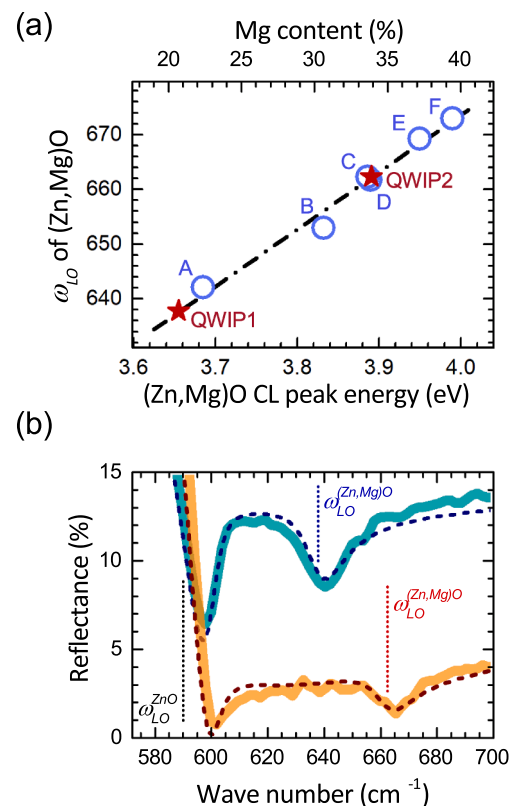 (a)
Mg content (%)
20 25 30 35 40
ω_LO of (Zn,Mg)O
670
660
650
640
F
E
C
QWIP2
D
B
A
QWIP1
3.6 3.7 3.8 3.9 4.0
(Zn,Mg)O CL peak energy (eV)
(b)
Reflectance (%)
15
10
5
0
ω_LO^(Zn,Mg)O
ω_LO^(Zn,Mg)O
ω_LO^ZnO
580 600 620 640 660 680 700
Wave number (cm ⁻¹)